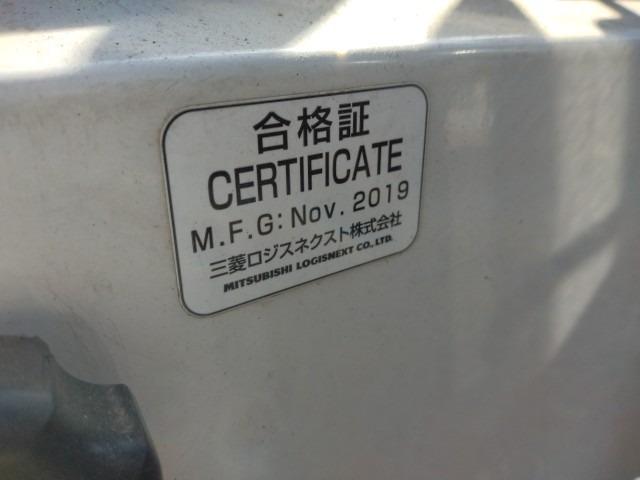 合格証
CERTIFICATE
M.F.G: Nov. 2019
三菱ロジスネクスト株式会社
MITSUBISHI LOGISNEXT CO., LTD.